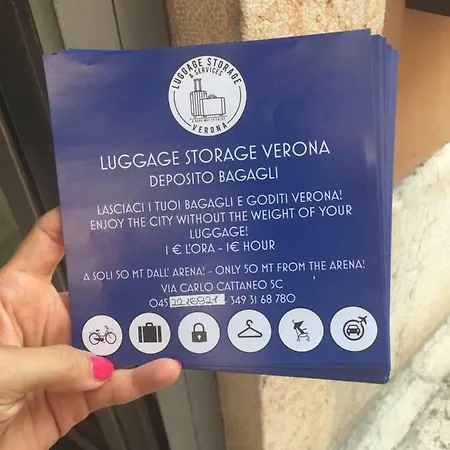 LUGGAGE STORAGE
& SERVICES
VERONA
LUGGAGE STORAGE VERONA
DEPOSITO BAGAGLI
LASCIACI I TUOI BAGAGLI E GODITI VERONA!
ENJOY THE CITY WITHOUT THE WEIGHT OF YOUR
LUGGAGE!
1 € L'ORA - 1€ HOUR
A SOLI 50 MT DALL' ARENA! - ONLY 50 MT FROM THE ARENA!
VIA CARLO CATTANEO 5C
045 2216921 - 349 31 68 780